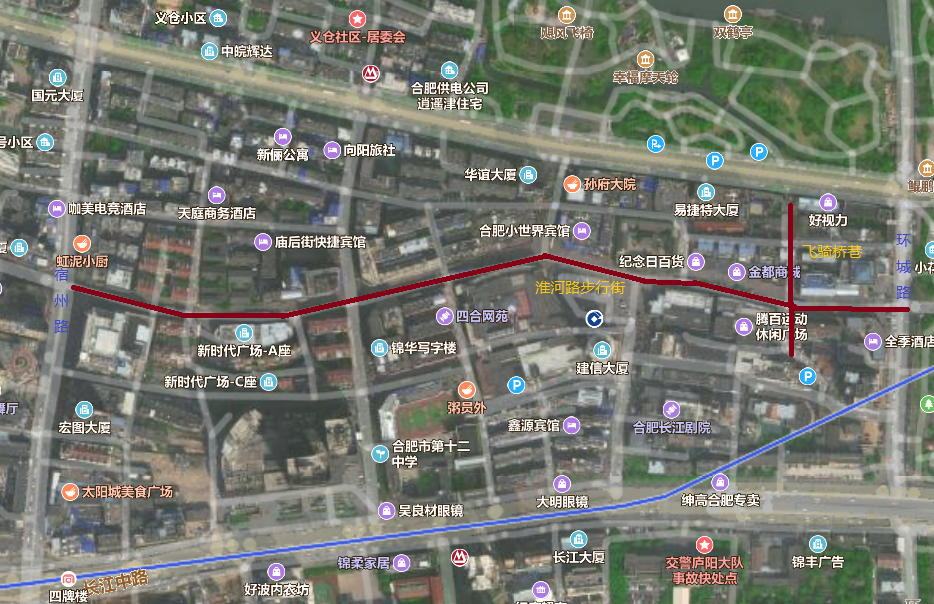 义仓小区
义仓社区-居委会
飓风飞椅
双鹤亭
中皖辉达
幸福摩天轮
国元大厦
合肥供电公司
逍遥津住宅
号小区
新俪公寓
向阳旅社
P
P
华谊大厦
孙府大院
易捷特大厦
好视力
咖美电竞酒店
天庭商务酒店
庙后街快捷宾馆
合肥小世界宾馆
飞骑桥巷
环城路
虹泥小厨
纪念日百货
金都商城
宿州路
淮河路步行街
四合网苑
腾百运动
休闲广场
全季酒店
新时代广场-A座
锦华写字楼
建信大厦
新时代广场-C座
粥员外
P
P
宏图大厦
鑫源宾馆
合肥长江剧院
合肥市第十二
中学
太阳城美食广场
吴良材眼镜
大明眼镜
绅高合肥专卖
长江大厦
锦柔家居
交警庐阳大队
事故快处点
锦丰广告
四牌楼
长江中路
好波内衣坊